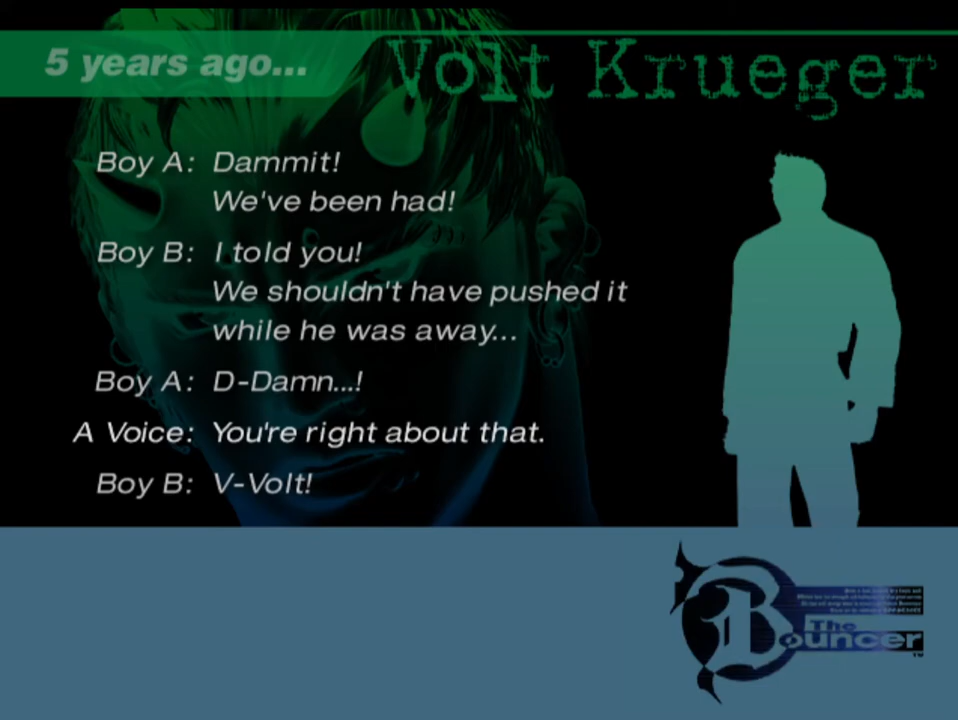 5 years ago...
Volt Krueger
Boy A: Dammit!
We've been had!
Boy B: I told you!
We shouldn't have pushed it
while he was away...
Boy A: D-Damn...!
A Voice: You're right about that.
Boy B: V-Volt!
The
Bouncer